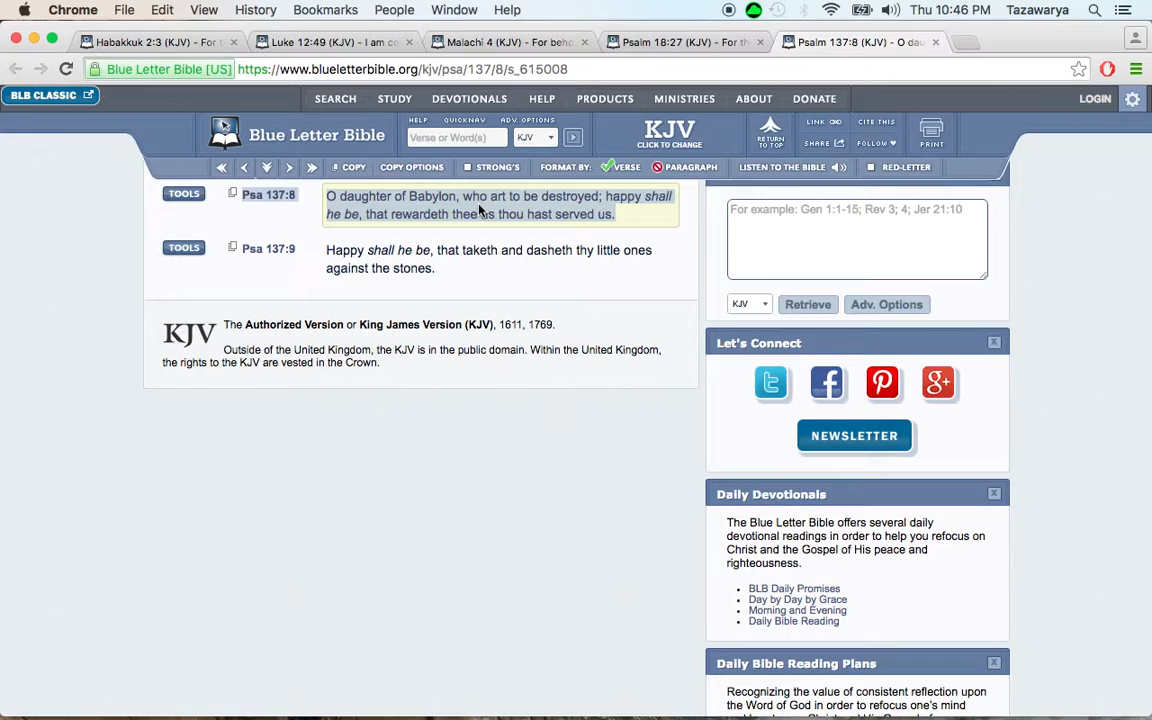 Chrome File Edit View History Bookmarks People Window Help Thu 10:46 PM Tazawarya
Habakkuk 2:3 (KJV) - For t
Luke 12:49 (KJV) - I am co
Malachi 4 (KJV) - For beho
Psalm 18:27 (KJV) - For th
Psalm 137:8 (KJV) - O dau
Blue Letter Bible [US] https://www.blueletterbible.org/kjv/psa/137/8/s_615008
BLB CLASSIC
SEARCH STUDY DEVOTIONALS HELP PRODUCTS MINISTRIES ABOUT DONATE LOGIN
Blue Letter Bible
HELP QUICKNAV ADV. OPTIONS
Verse or Word(s) KJV
KJV
CLICK TO CHANGE
RETURN
TO TOP
LINK CITE THIS
SHARE FOLLOW
PRINT
COPY COPY OPTIONS STRONG'S FORMAT BY: VERSE PARAGRAPH LISTEN TO THE BIBLE RED-LETTER
TOOLS Psa 137:8 O daughter of Babylon, who art to be destroyed; happy shall
he be, that rewardeth thee as thou hast served us.
TOOLS Psa 137:9 Happy shall he be, that taketh and dasheth thy little ones
against the stones.
KJV The Authorized Version or King James Version (KJV), 1611, 1769.
Outside of the United Kingdom, the KJV is in the public domain. Within the United Kingdom,
the rights to the KJV are vested in the Crown.
For example: Gen 1:1-15; Rev 3; 4; Jer 21:10
KJV Retrieve Adv. Options
Let's Connect
NEWSLETTER
Daily Devotionals
The Blue Letter Bible offers several daily
devotional readings in order to help you refocus on
Christ and the Gospel of His peace and
righteousness.
BLB Daily Promises
Day by Day by Grace
Morning and Evening
Daily Bible Reading
Daily Bible Reading Plans
Recognizing the value of consistent reflection upon
the Word of God in order to refocus one's mind